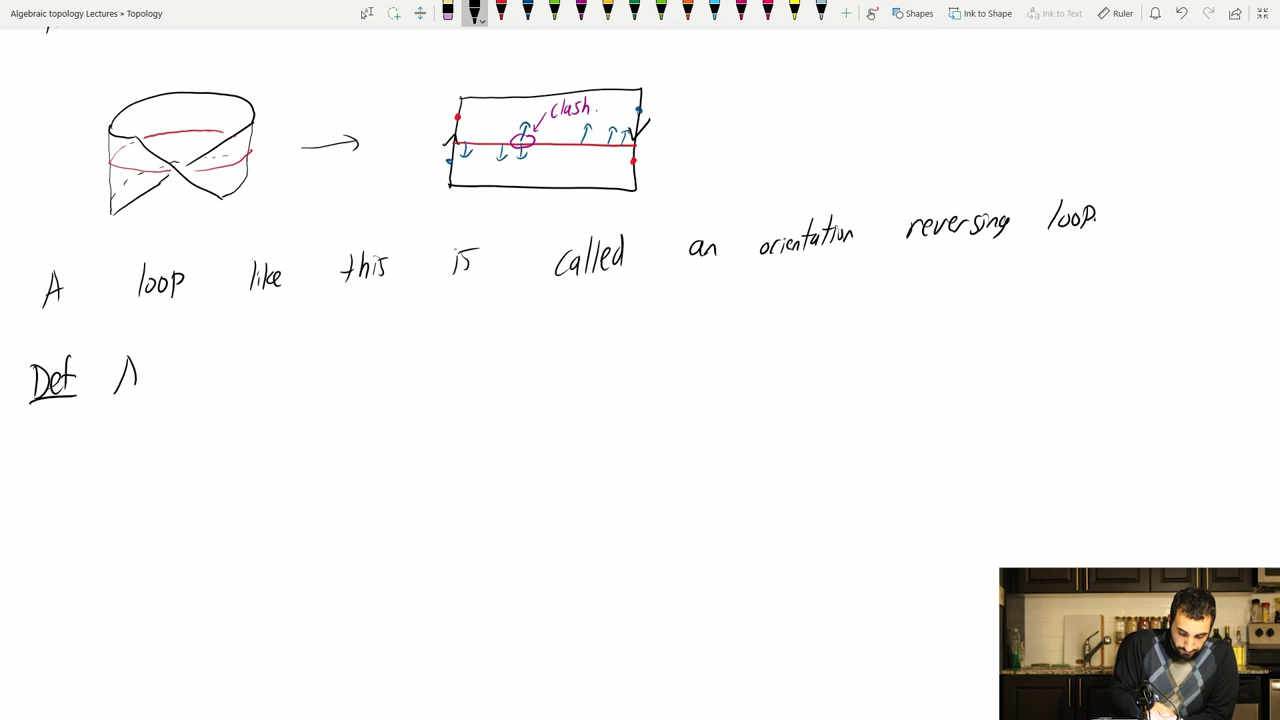 Algebraic topology Lectures » Topology
Shapes
Ink to Shape
Ink to Text
Ruler
clash.
A loop like this is called an orientation reversing loop.
Def A